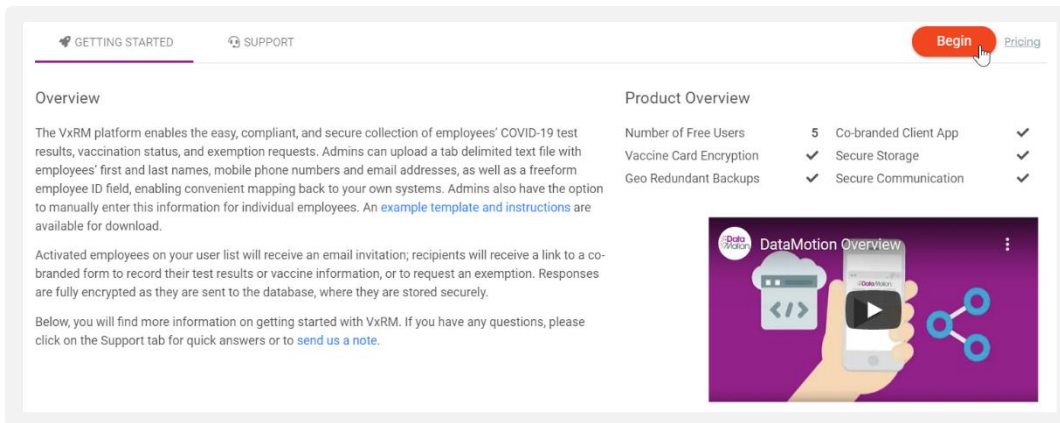 GETTING STARTED
SUPPORT
Begin
Pricing
Overview
The VxRM platform enables the easy, compliant, and secure collection of employees' COVID-19 test
results, vaccination status, and exemption requests. Admins can upload a tab delimited text file with
employees' first and last names, mobile phone numbers and email addresses, as well as a freeform
employee ID field, enabling convenient mapping back to your own systems. Admins also have the option
to manually enter this information for individual employees. An example template and instructions are
available for download.
Activated employees on your user list will receive an email invitation; recipients will receive a link to a co-
branded form to record their test results or vaccine information, or to request an exemption. Responses
are fully encrypted as they are sent to the database, where they are stored securely.
Below, you will find more information on getting started with VxRM. If you have any questions, please
click on the Support tab for quick answers or to send us a note.
Product Overview
Number of Free Users 5 Co-branded Client App
Vaccine Card Encryption Secure Storage
Geo Redundant Backups Secure Communication
Data
Motion
DataMotion Overview
DataMotion